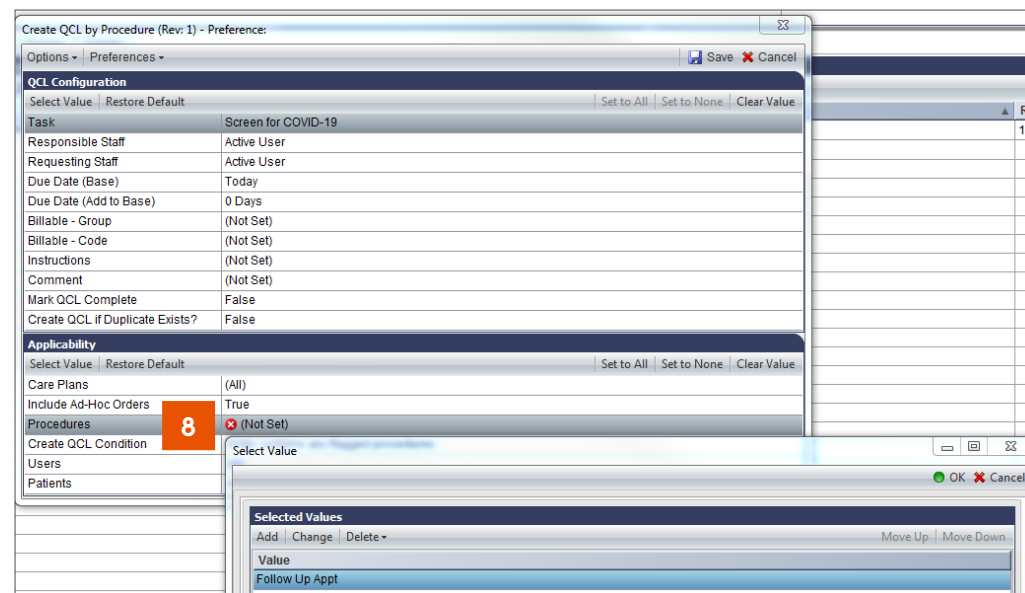 Create QCL by Procedure (Rev: 1) - Preference:
Options Preferences Save Cancel
QCL Configuration
Select Value Restore Default Set to All Set to None Clear Value
Task Screen for COVID-19
Responsible Staff Active User
Requesting Staff Active User
Due Date (Base) Today
Due Date (Add to Base) 0 Days
Billable - Group (Not Set)
Billable - Code (Not Set)
Instructions (Not Set)
Comment (Not Set)
Mark QCL Complete False
Create QCL if Duplicate Exists? False
Applicability
Select Value Restore Default Set to All Set to None Clear Value
Care Plans (All)
Include Ad-Hoc Orders True
Procedures 8 (Not Set)
Create QCL Condition
Users
Patients
Select Value
OK Cancel
Selected Values
Add Change Delete Move Up Move Down
Value
Follow Up Appt
R
1